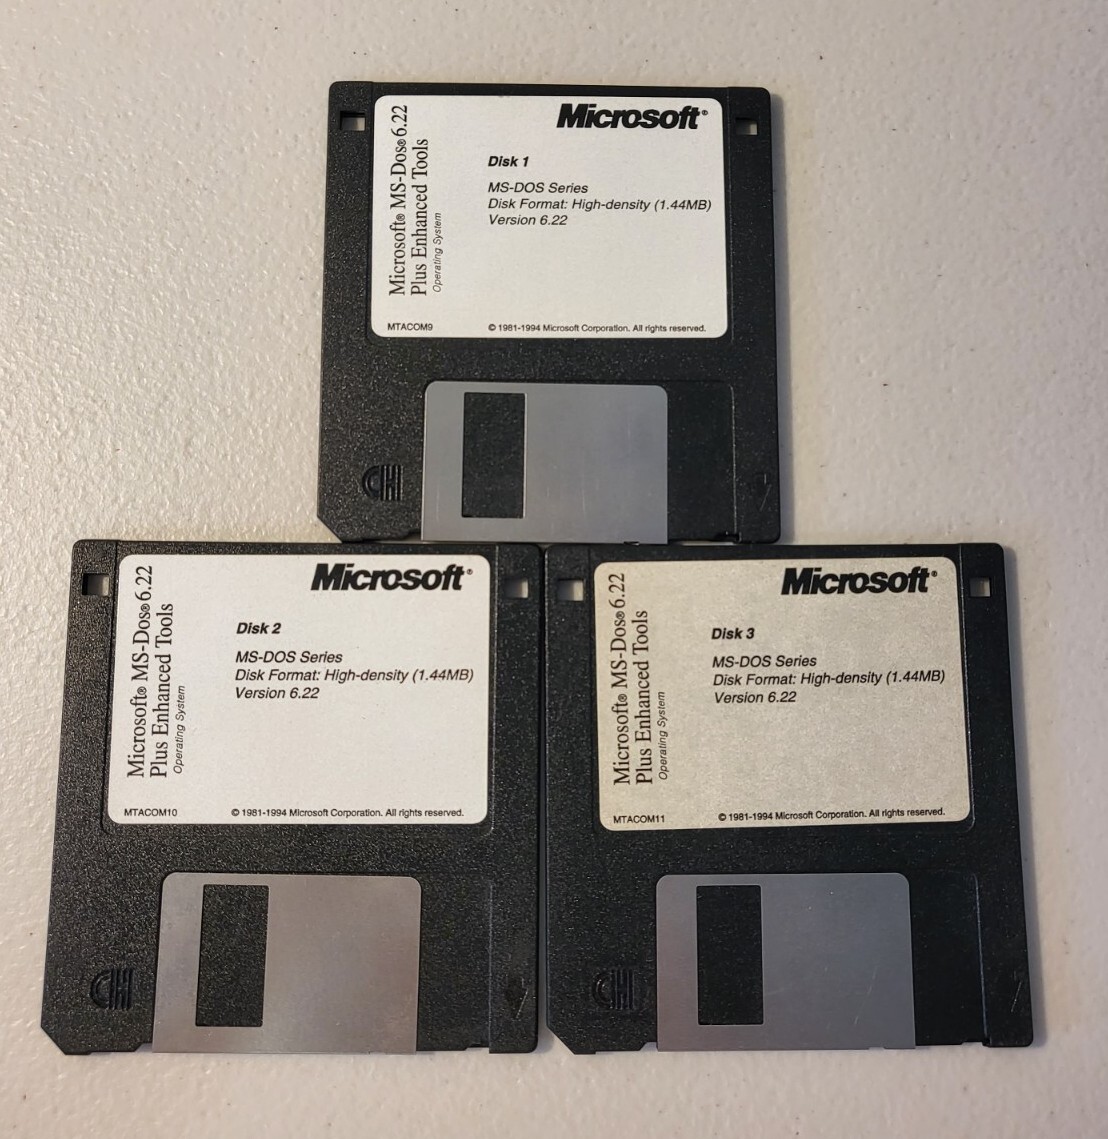 Microsoft®
Microsoft® MS-Dos® 6.22
Plus Enhanced Tools
Operating System
Disk 1
MS-DOS Series
Disk Format: High-density (1.44MB)
Version 6.22
MTACOM9
© 1981-1994 Microsoft Corporation. All rights reserved.
Microsoft®
Microsoft® MS-Dos® 6.22
Plus Enhanced Tools
Operating System
Disk 2
MS-DOS Series
Disk Format: High-density (1.44MB)
Version 6.22
MTACOM10
© 1981-1994 Microsoft Corporation. All rights reserved.
Microsoft®
Microsoft® MS-Dos® 6.22
Plus Enhanced Tools
Operating System
Disk 3
MS-DOS Series
Disk Format: High-density (1.44MB)
Version 6.22
MTACOM11
© 1981-1994 Microsoft Corporation. All rights reserved.